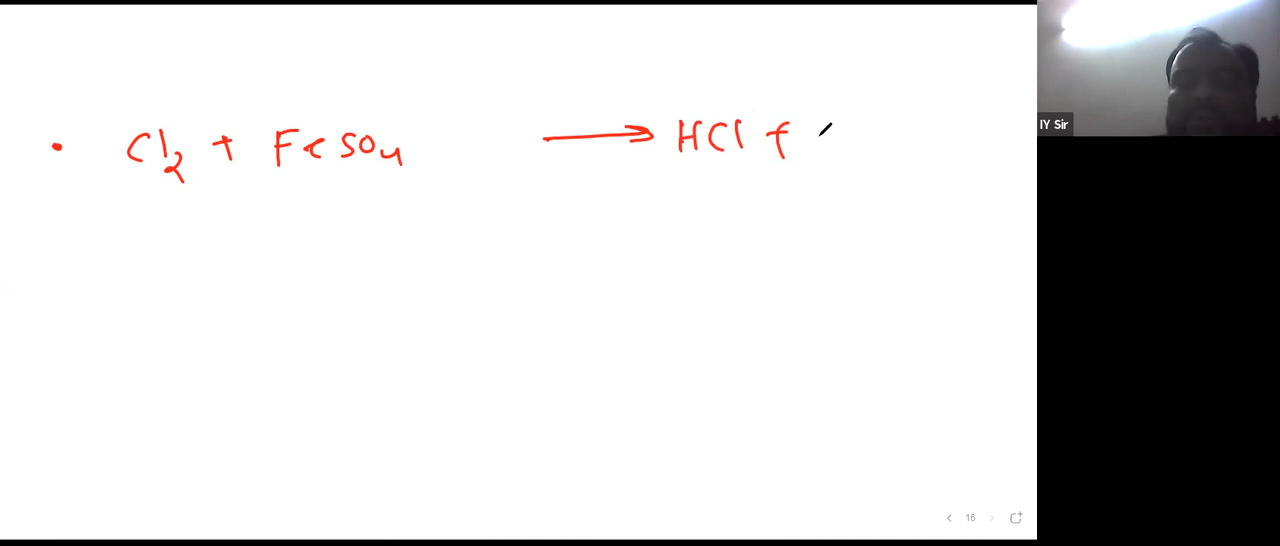 • Cl₂ + FeSO₄ → HCl +
IY Sir
16